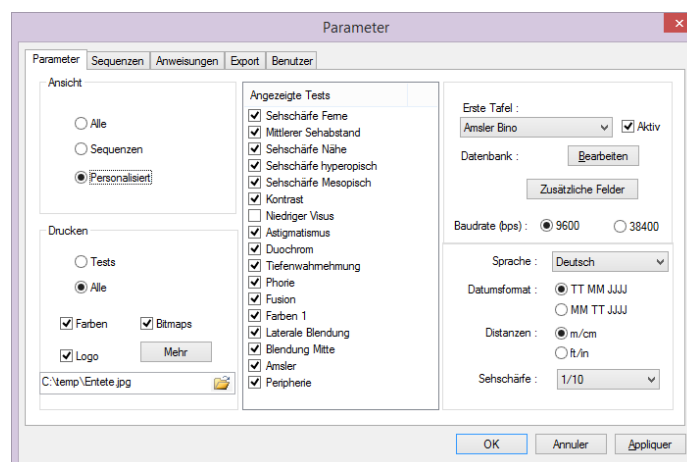 Parameter
Parameter Sequenzen Anweisungen Export Benutzer
Ansicht
Alle
Sequenzen
Personalisiert
Drucken
Tests
Alle
Farben Bitmaps
Logo Mehr
C:\temp\Entete.jpg
Angezeigte Tests
Sehschärfe Ferne
Mittlerer Sehabstand
Sehschärfe Nähe
Sehschärfe hyperopisch
Sehschärfe Mesopisch
Kontrast
Niedriger Visus
Astigmatismus
Duochrom
Tiefenwahrnehmung
Phorie
Fusion
Farben 1
Laterale Blendung
Blendung Mitte
Amsler
Peripherie
Erste Tafel :
Amsler Bino Aktiv
Datenbank : Bearbeiten
Zusätzliche Felder
Baudrate (bps) : 9600 38400
Sprache : Deutsch
Datumsformat : TT MM JJJJ
MM TT JJJJ
Distanzen : m/cm
ft/in
Sehschärfe : 1/10
OK Annuler Appliquer